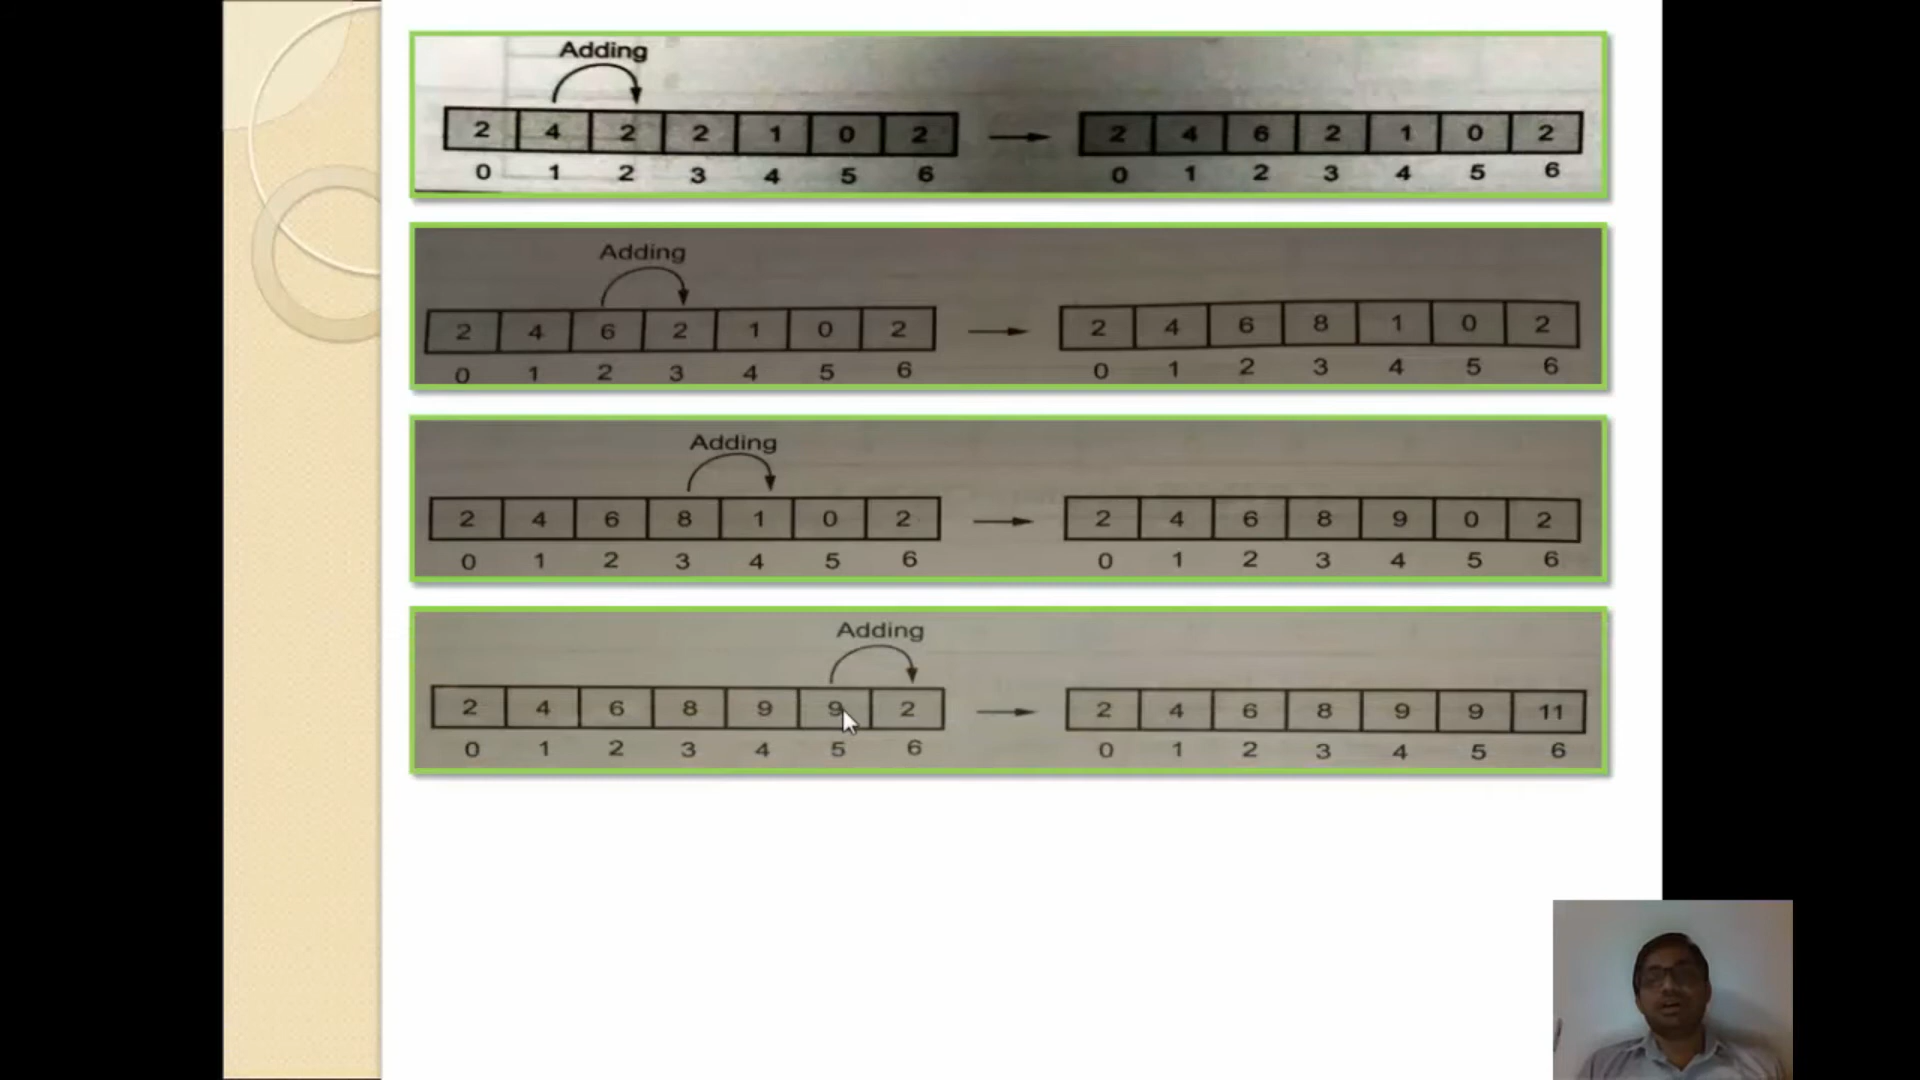 Adding
2 4 2 2 1 0 2 2 4 6 2 1 0 2
0 1 2 3 4 5 6 0 1 2 3 4 5 6
Adding
2 4 6 2 1 0 2 2 4 6 8 1 0 2
0 1 2 3 4 5 6 0 1 2 3 4 5 6
Adding
2 4 6 8 1 0 2 2 4 6 8 9 0 2
0 1 2 3 4 5 6 0 1 2 3 4 5 6
Adding
2 4 6 8 9 9 2 2 4 6 8 9 9 11
0 1 2 3 4 5 6 0 1 2 3 4 5 6